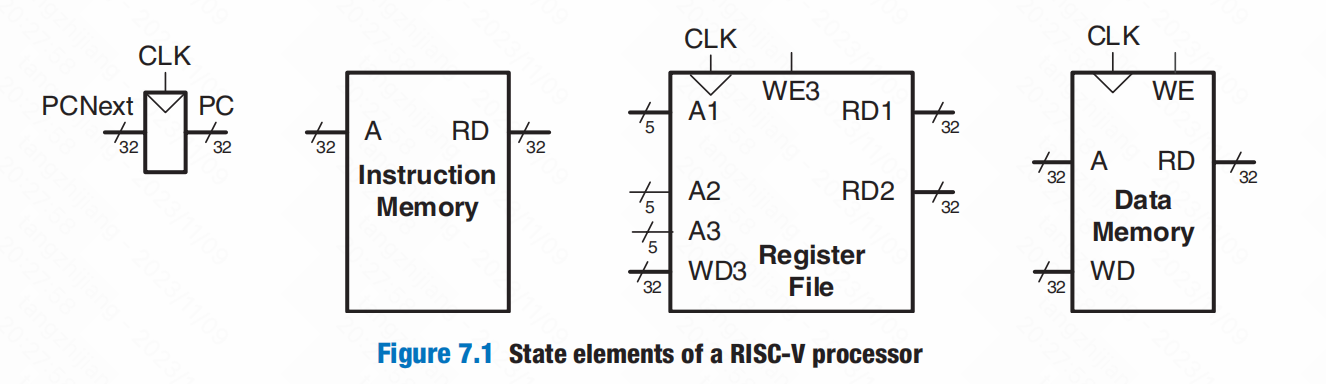 CLK
PCNext
PC
32
32
A
RD
32
32
Instruction
Memory
CLK
WE3
A1
RD1
5
32
A2
RD2
5
32
A3
5
WD3
32
Register
File
CLK
WE
A
RD
32
32
Data
Memory
WD
32
Figure 7.1 State elements of a RISC-V processor